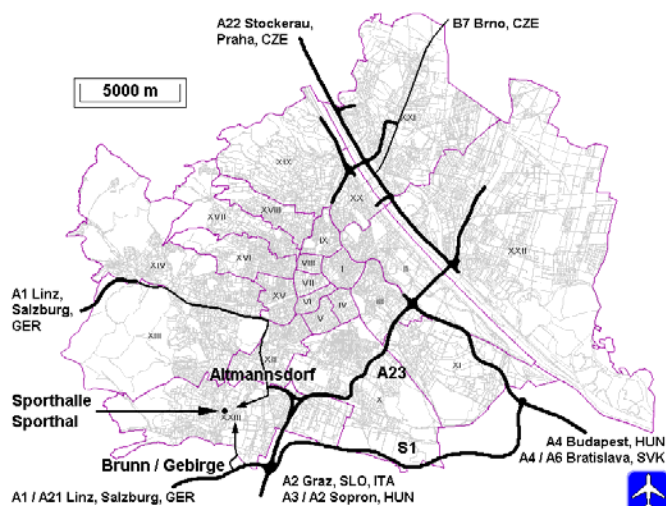 A22 Stockerau,
Praha, CZE
B7 Brno, CZE
5000 m
XXI
XIX
XX
XVIII
XVII
XXII
IX
XVI
VIII
I
II
XIV
VII
XV
VI
IV
III
V
A1 Linz,
Salzburg,
GER
XIII
XII
XI
Altmannsdorf
A23
X
Sporthalle
Sporthal
XXIII
S1
A4 Budapest, HUN
A4 / A6 Bratislava, SVK
Brunn / Gebirge
A2 Graz, SLO, ITA
A3 / A2 Sopron, HUN
A1 / A21 Linz, Salzburg, GER